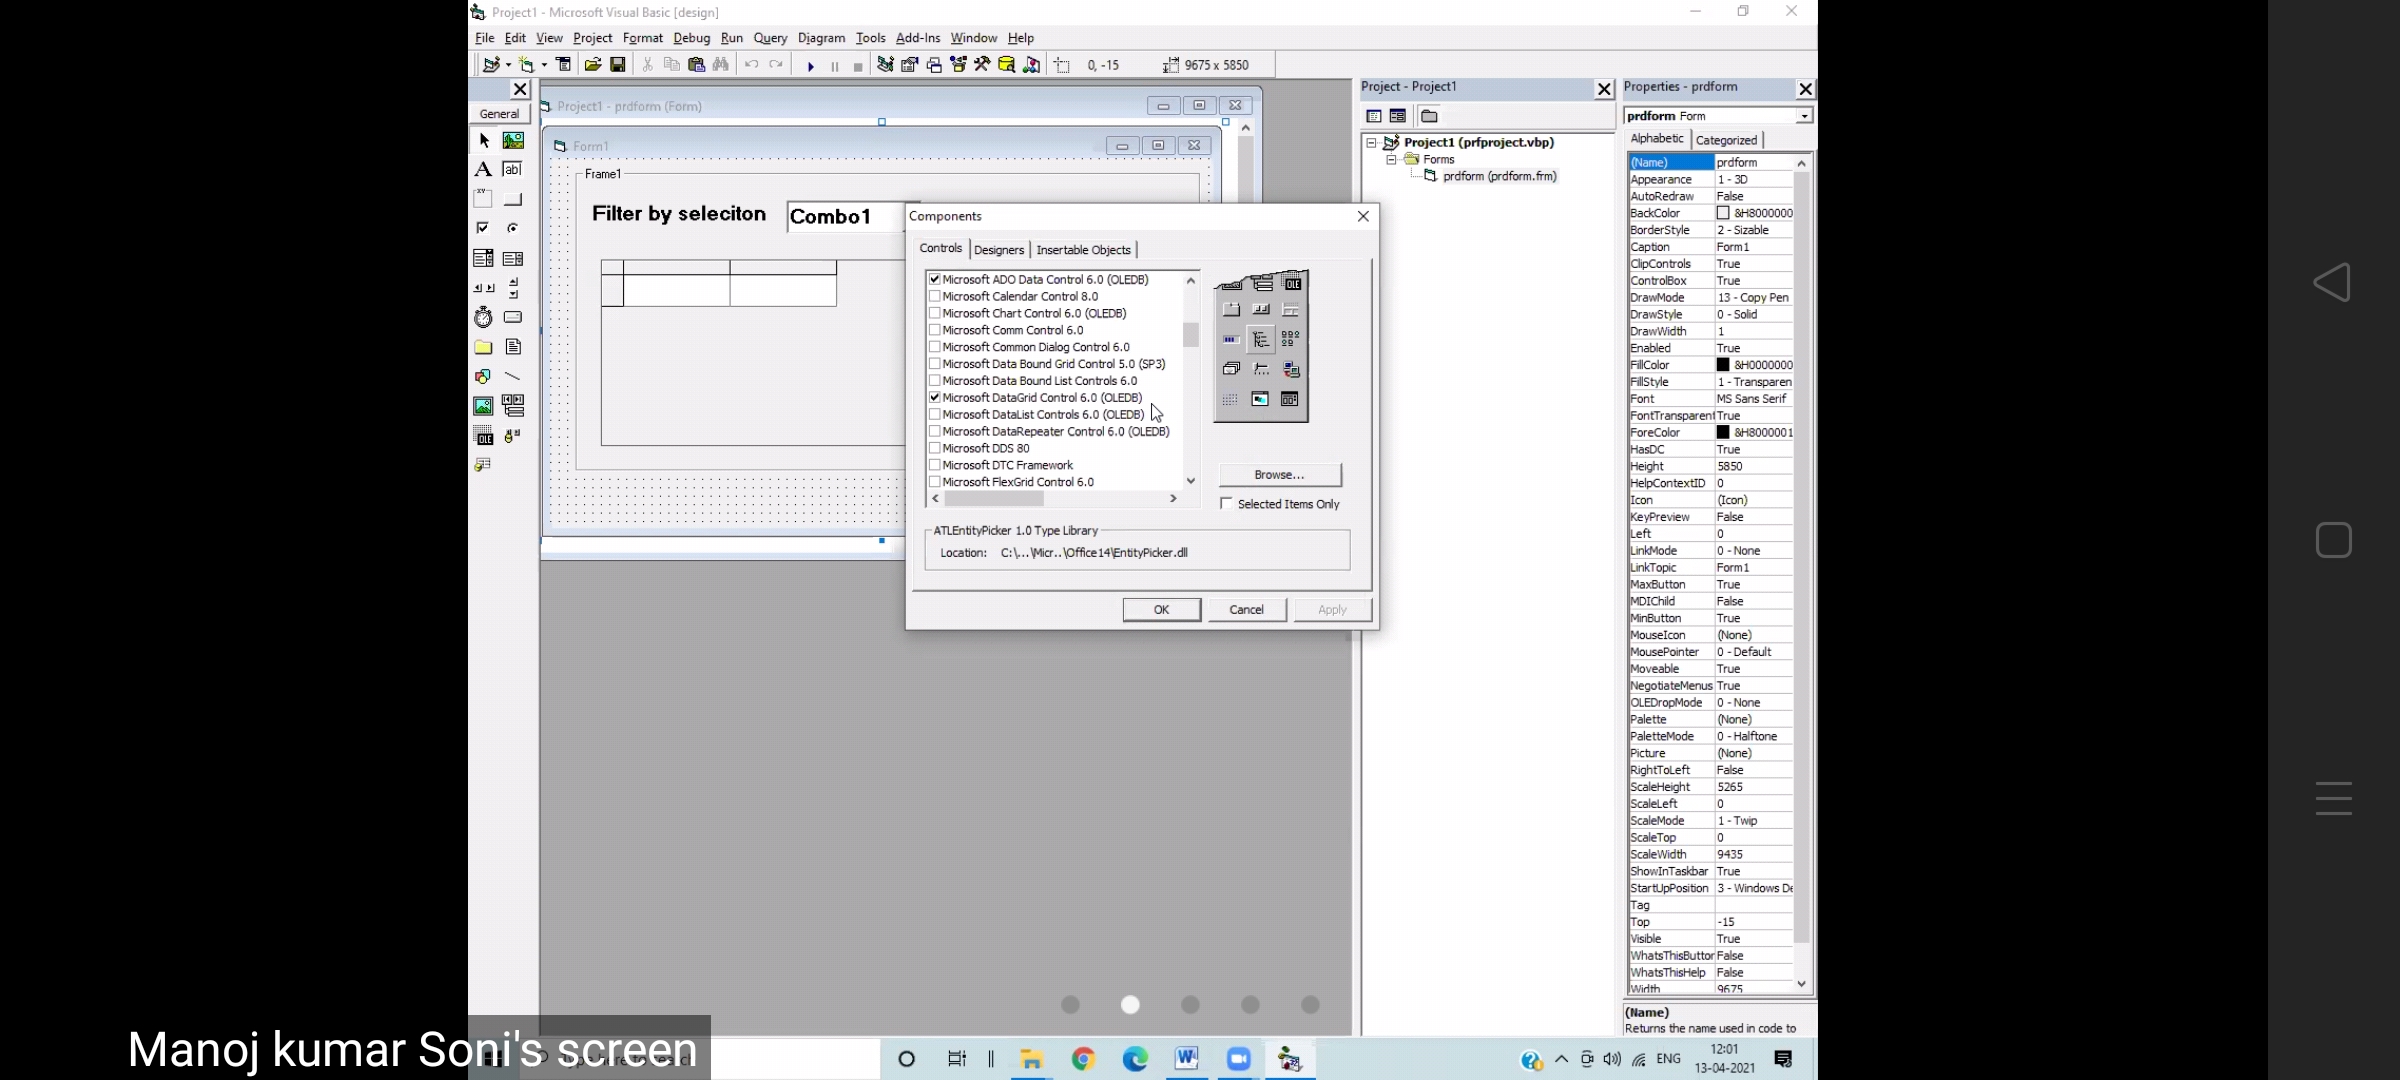 Project1 - Microsoft Visual Basic [design]
File Edit View Project Format Debug Run Query Diagram Tools Add-Ins Window Help
0, -15
9675 x 5850
General
A
ab
Project1 - prdform (Form)
Form1
Frame1
Filter by seleciton
Combo1
Components
Controls
Designers
Insertable Objects
Microsoft ADO Data Control 6.0 (OLEDB)
Microsoft Calendar Control 8.0
Microsoft Chart Control 6.0 (OLEDB)
Microsoft Comm Control 6.0
Microsoft Common Dialog Control 6.0
Microsoft Data Bound Grid Control 5.0 (SP3)
Microsoft Data Bound List Controls 6.0
Microsoft DataGrid Control 6.0 (OLEDB)
Microsoft DataList Controls 6.0 (OLEDB)
Microsoft DataRepeater Control 6.0 (OLEDB)
Microsoft DDS 80
Microsoft DTC Framework
Microsoft FlexGrid Control 6.0
Browse...
Selected Items Only
ATLEntityPicker 1.0 Type Library
Location: C:\...\Micr..\Office14\EntityPicker.dll
OK
Cancel
Apply
Project - Project1
Project1 (prfproject.vbp)
Forms
prdform (prdform.frm)
Properties - prdform
prdform Form
Alphabetic
Categorized
(Name) prdform
Appearance 1 - 3D
AutoRedraw False
BackColor &H8000000
BorderStyle 2 - Sizable
Caption Form1
ClipControls True
ControlBox True
DrawMode 13 - Copy Pen
DrawStyle 0 - Solid
DrawWidth 1
Enabled True
FillColor &H0000000
FillStyle 1 - Transparen
Font MS Sans Serif
FontTransparent True
ForeColor &H8000001
HasDC True
Height 5850
HelpContextID 0
Icon (Icon)
KeyPreview False
Left 0
LinkMode 0 - None
LinkTopic Form1
MaxButton True
MDIChild False
MinButton True
MouseIcon (None)
MousePointer 0 - Default
Moveable True
NegotiateMenus True
OLEDropMode 0 - None
Palette (None)
PaletteMode 0 - Halftone
Picture (None)
RightToLeft False
ScaleHeight 5265
ScaleLeft 0
ScaleMode 1 - Twip
ScaleTop 0
ScaleWidth 9435
ShowInTaskbar True
StartUpPosition 3 - Windows De
Tag
Top -15
Visible True
WhatsThisButtor False
WhatsThisHelp False
Width 9675
(Name)
Returns the name used in code to
Manoj kumar Soni's screen
ENG
12:01
13-04-2021